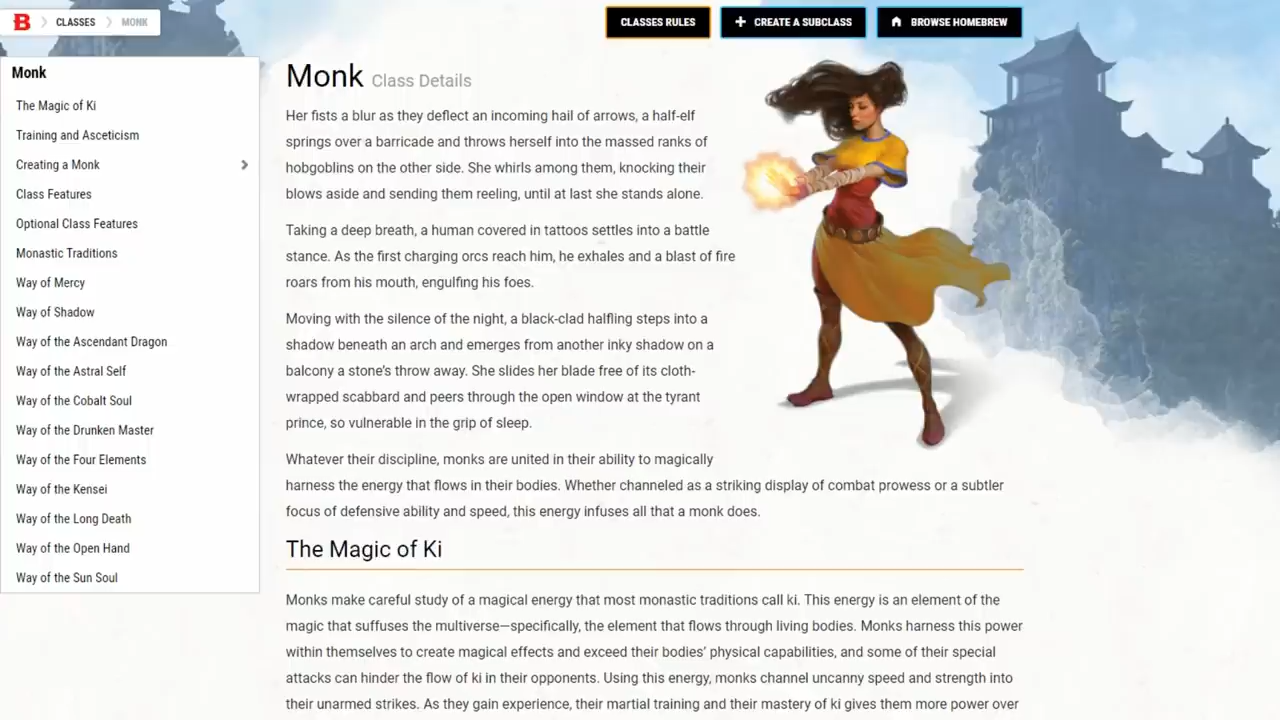 B CLASSES MONK
CLASSES RULES
CREATE A SUBCLASS
BROWSE HOMEBREW
Monk
The Magic of Ki
Training and Asceticism
Creating a Monk
Class Features
Optional Class Features
Monastic Traditions
Way of Mercy
Way of Shadow
Way of the Ascendant Dragon
Way of the Astral Self
Way of the Cobalt Soul
Way of the Drunken Master
Way of the Four Elements
Way of the Kensei
Way of the Long Death
Way of the Open Hand
Way of the Sun Soul
Monk Class Details
Her fists a blur as they deflect an incoming hail of arrows, a half-elf
springs over a barricade and throws herself into the massed ranks of
hobgoblins on the other side. She whirls among them, knocking their
blows aside and sending them reeling, until at last she stands alone.
Taking a deep breath, a human covered in tattoos settles into a battle
stance. As the first charging orcs reach him, he exhales and a blast of fire
roars from his mouth, engulfing his foes.
Moving with the silence of the night, a black-clad halfling steps into a
shadow beneath an arch and emerges from another inky shadow on a
balcony a stone's throw away. She slides her blade free of its cloth-
wrapped scabbard and peers through the open window at the tyrant
prince, so vulnerable in the grip of sleep.
Whatever their discipline, monks are united in their ability to magically
harness the energy that flows in their bodies. Whether channeled as a striking display of combat prowess or a subtler
focus of defensive ability and speed, this energy infuses all that a monk does.
The Magic of Ki
Monks make careful study of a magical energy that most monastic traditions call ki. This energy is an element of the
magic that suffuses the multiverse—specifically, the element that flows through living bodies. Monks harness this power
within themselves to create magical effects and exceed their bodies' physical capabilities, and some of their special
attacks can hinder the flow of ki in their opponents. Using this energy, monks channel uncanny speed and strength into
their unarmed strikes. As they gain experience, their martial training and their mastery of ki gives them more power over